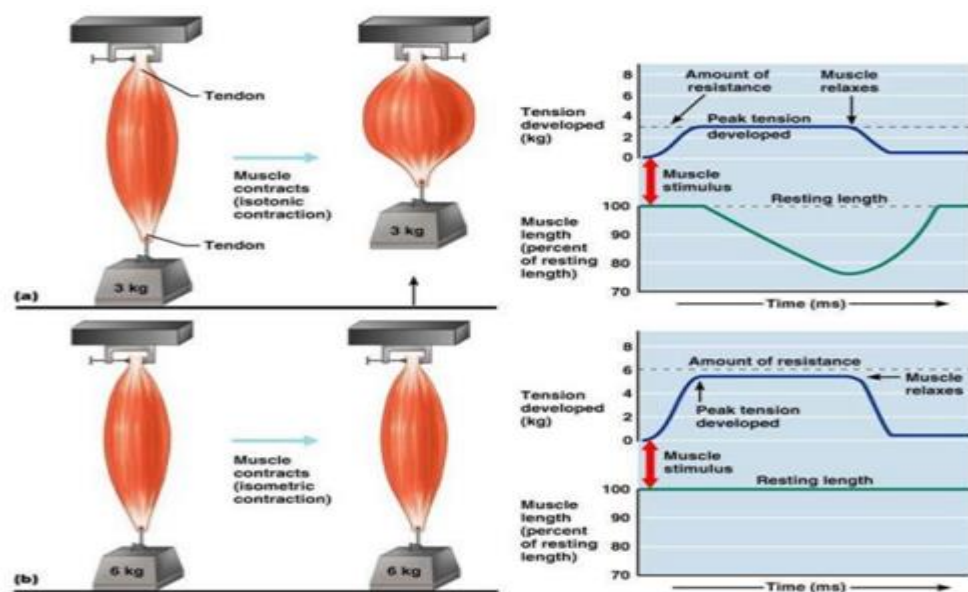 Tendon
Muscle
contracts
(isotonic
contraction)
Tendon
3 kg
3 kg
(a)
Tension
developed
(kg)
8
6
4
2
0
Amount of
resistance
Muscle
relaxes
Peak tension
developed
Muscle
stimulus
Resting length
Muscle
length
(percent
of resting
length)
100
90
80
70
Time (ms)
Muscle
contracts
(isometric
contraction)
6 kg
6 kg
(b)
Tension
developed
(kg)
8
6
4
2
0
Amount of resistance
Muscle
relaxes
Peak tension
developed
Muscle
stimulus
Resting length
Muscle
length
(percent
of resting
length)
100
90
80
70
Time (ms)